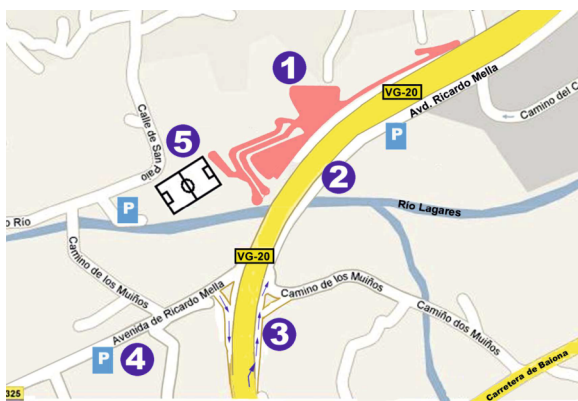 1
VG-20
Avd. Ricardo Mella
Camino del C
P
Calle de San Paio
5
2
P
o Río
Río Lagares
VG-20
Camino de los Muiños
Camino de los Muiños
Avenida de Ricardo Mella
Camiño dos Muiños
3
P
4
325
Carretera de Baiona